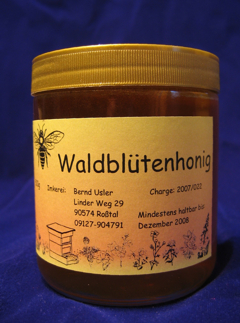 Waldblütenhonig
Imkerei: Bernd Usler Charge: 2007/002
Linder Weg 29
90574 Roßtal Mindestens haltbar bis
09127-904791 Dezember 2008